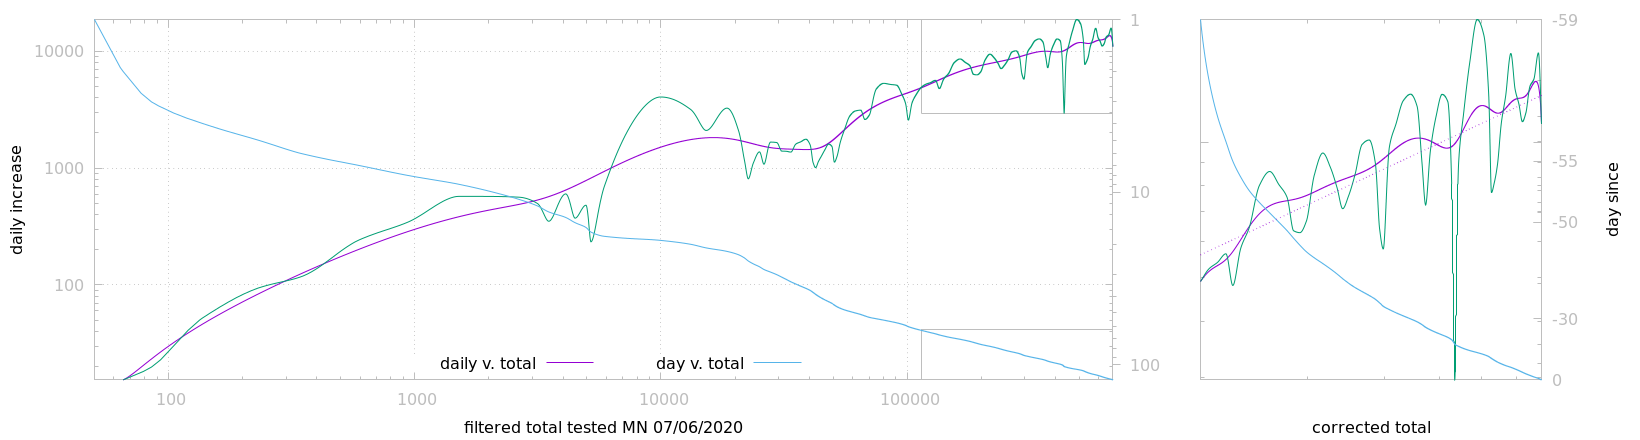 10000
1000
100
daily increase
100
1000
10000
100000
filtered total tested MN 07/06/2020
daily v. total
day v. total
1
10
100
-59
-55
-50
-30
0
day since
corrected total